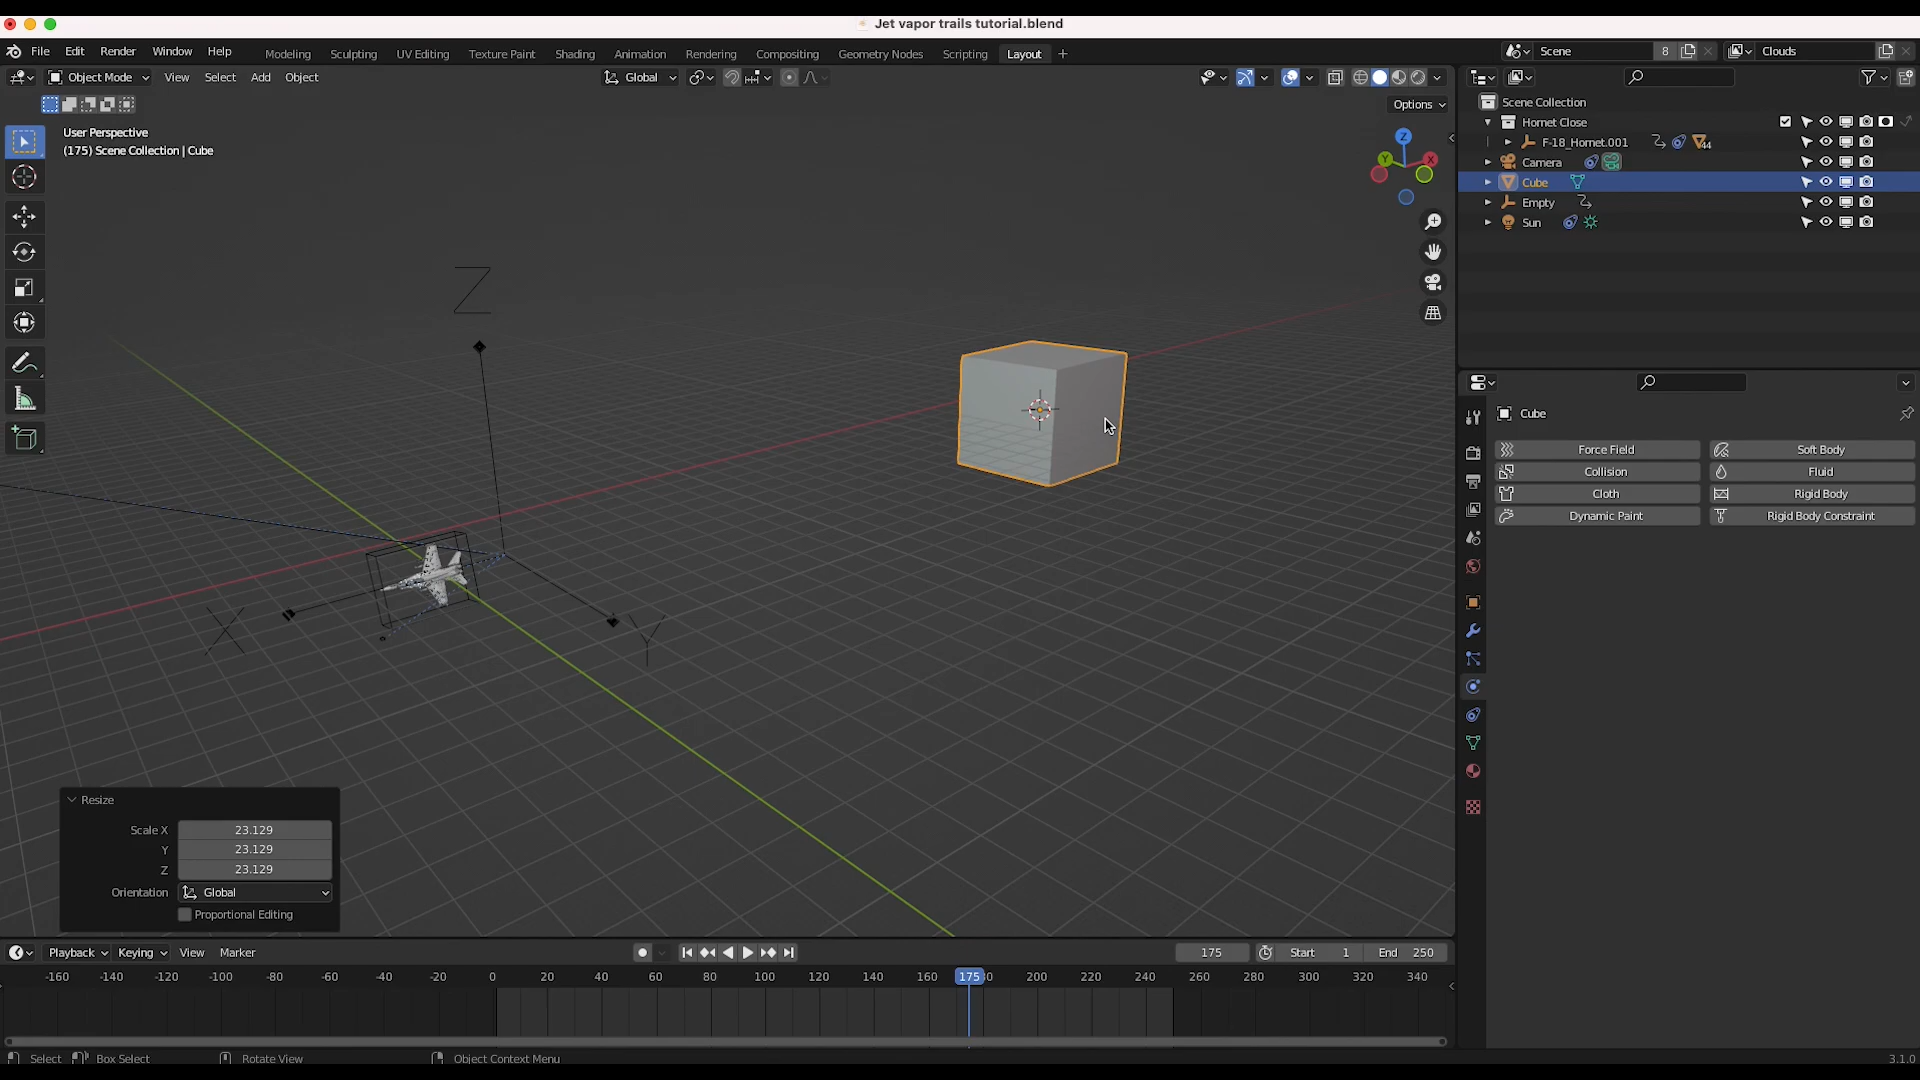 Jet vapor trails tutorial.blend
File Edit Render Window Help Modeling Sculpting UV Editing Texture Paint Shading Animation Rendering Compositing Geometry Nodes Scripting Layout + Scene 8 Clouds
Object Mode View Select Add Object Global
Options
User Perspective
(175) Scene Collection | Cube
Z
Y
X
Scene Collection
Hornet Close
F-18_Hornet.001 44
Camera
Cube
Empty
Sun
Z
X
Y
Cube
Force Field Soft Body
Collision Fluid
Cloth Rigid Body
Dynamic Paint Rigid Body Constraint
Resize
Scale X 23.129
Y 23.129
Z 23.129
Orientation Global
Proportional Editing
Playback Keying View Marker 175 Start 1 End 250
-160 -140 -120 -100 -80 -60 -40 -20 0 20 40 60 80 100 120 140 160 175 200 220 240 260 280 300 320 340
Select Box Select Rotate View Object Context Menu 3.1.0